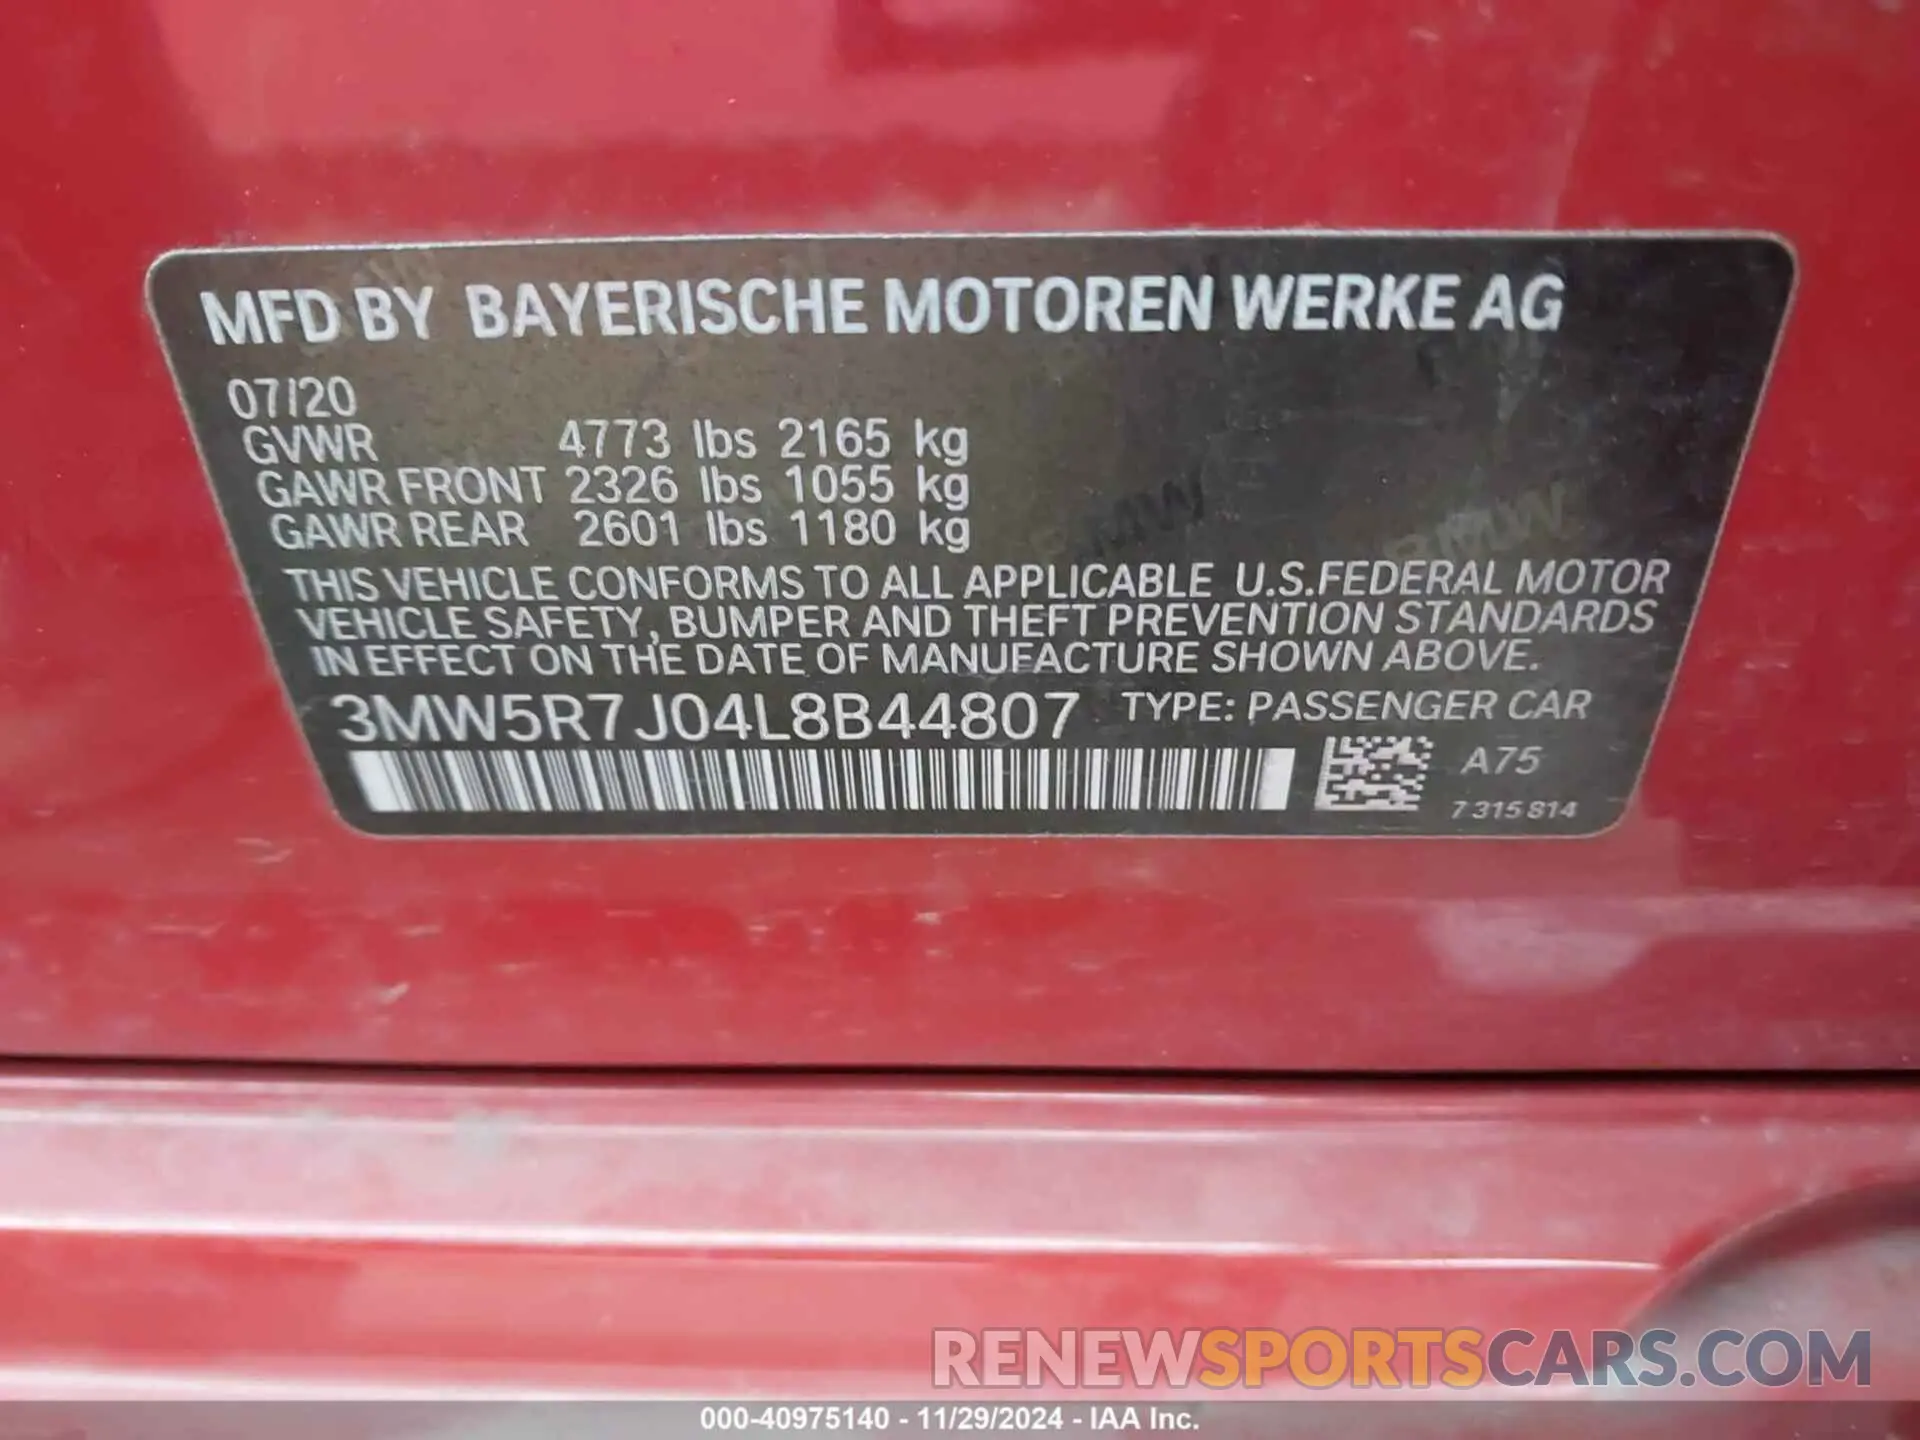 MFD BY BAYERISCHE MOTOREN WERKE AG
07/20
GVWR 4773 lbs 2165 kg
GAWR FRONT 2326 lbs 1055 kg
GAWR REAR 2601 lbs 1180 kg
THIS VEHICLE CONFORMS TO ALL APPLICABLE U.S.FEDERAL MOTOR
VEHICLE SAFETY, BUMPER AND THEFT PREVENTION STANDARDS
IN EFFECT ON THE DATE OF MANUFACTURE SHOWN ABOVE.
3MW5R7J04L8B44807 TYPE: PASSENGER CAR
A75
7 315 814
BMW BMW
RENEWSPORTSCARS.COM
000-40975140 - 11/29/2024 - IAA Inc.